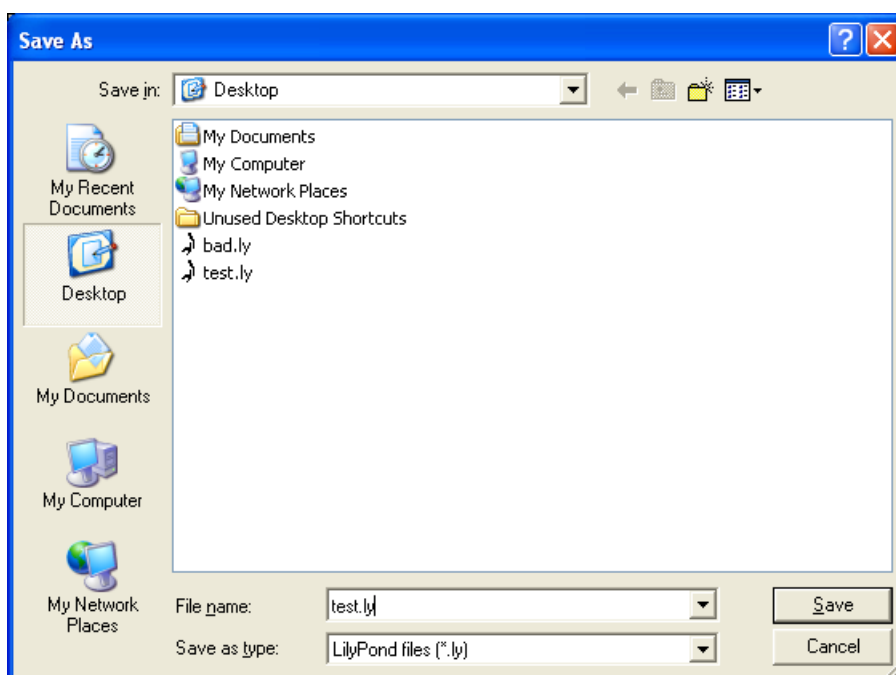 Save As
Save in:
Desktop
My Recent
Documents
Desktop
My Documents
My Computer
My Network
Places
My Documents
My Computer
My Network Places
Unused Desktop Shortcuts
bad.ly
test.ly
File name:
test.ly
Save
Save as type:
LilyPond files (*.ly)
Cancel